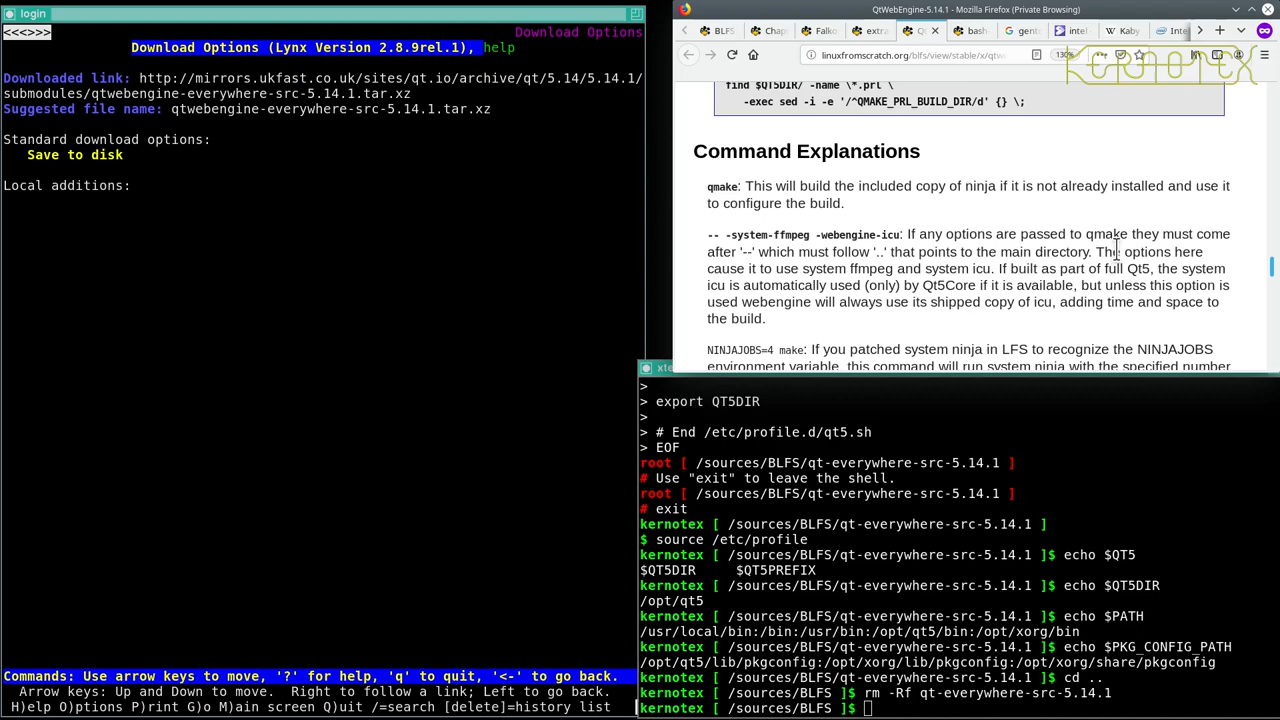 login
<<<>>>
Download Options
Download Options (Lynx Version 2.8.9rel.1), help
Downloaded link: http://mirrors.ukfast.co.uk/sites/qt.io/archive/qt/5.14/5.14.1/
submodules/qtwebengine-everywhere-src-5.14.1.tar.xz
Suggested file name: qtwebengine-everywhere-src-5.14.1.tar.xz
Standard download options:
Save to disk
Local additions:
Commands: Use arrow keys to move, '?' for help, 'q' to quit, '<-' to go back.
Arrow keys: Up and Down to move.  Right to follow a link; Left to go back.
H)elp O)ptions P)rint G)o M)ain screen Q)uit /=search [delete]=history list
QtWebEngine-5.14.1 - Mozilla Firefox (Private Browsing)
BLFS
Chap
Falko
extra
Qt
bash-
gent
intel
Kaby
Inte
linuxfromscratch.org/blfs/view/stable/x/qtw
130%
KERNOTEX
find $QT5DIR/ -name \*.prl \
-exec sed -i -e '/^QMAKE_PRL_BUILD_DIR/d' {} \;
Command Explanations
qmake: This will build the included copy of ninja if it is not already installed and use it
to configure the build.
-- -system-ffmpeg -webengine-icu: If any options are passed to qmake they must come
after '--' which must follow '..' that points to the main directory. The options here
cause it to use system ffmpeg and system icu. If built as part of full Qt5, the system
icu is automatically used (only) by Qt5Core if it is available, but unless this option is
used webengine will always use its shipped copy of icu, adding time and space to
the build.
NINJAJOBS=4 make: If you patched system ninja in LFS to recognize the NINJAJOBS
environment variable, this command will run system ninja with the specified number
xte
>
> export QT5DIR
>
> # End /etc/profile.d/qt5.sh
> EOF
root [ /sources/BLFS/qt-everywhere-src-5.14.1 ]
# Use "exit" to leave the shell.
root [ /sources/BLFS/qt-everywhere-src-5.14.1 ]
# exit
kernotex [ /sources/BLFS/qt-everywhere-src-5.14.1 ]
$ source /etc/profile
kernotex [ /sources/BLFS/qt-everywhere-src-5.14.1 ]$ echo $QT5
$QT5DIR     $QT5PREFIX
kernotex [ /sources/BLFS/qt-everywhere-src-5.14.1 ]$ echo $QT5DIR
/opt/qt5
kernotex [ /sources/BLFS/qt-everywhere-src-5.14.1 ]$ echo $PATH
/usr/local/bin:/bin:/usr/bin:/opt/qt5/bin:/opt/xorg/bin
kernotex [ /sources/BLFS/qt-everywhere-src-5.14.1 ]$ echo $PKG_CONFIG_PATH
/opt/qt5/lib/pkgconfig:/opt/xorg/lib/pkgconfig:/opt/xorg/share/pkgconfig
kernotex [ /sources/BLFS/qt-everywhere-src-5.14.1 ]$ cd ..
kernotex [ /sources/BLFS ]$ rm -Rf qt-everywhere-src-5.14.1
kernotex [ /sources/BLFS ]$